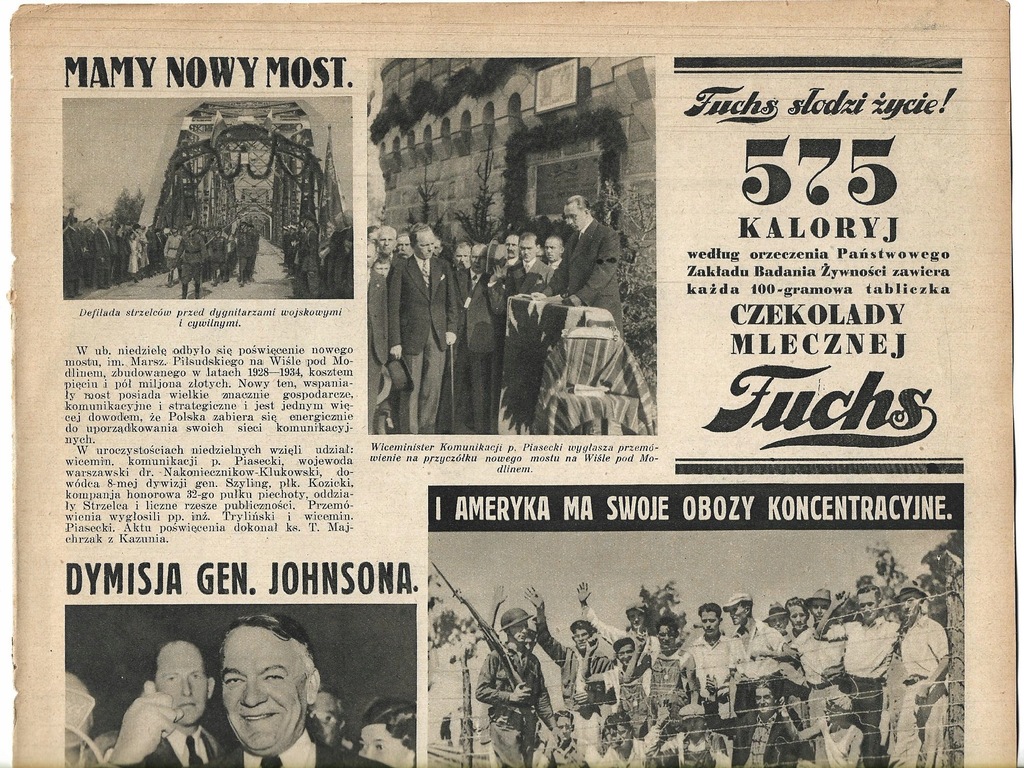 MAMY NOWY MOST.
Defilada strzelców przed dygnitarzami wojskowymi
i cywilnymi.
W ub. niedzielę odbyło się poświęcenie nowego
mostu, im. Marsz. Piłsudskiego na Wiśle pod Mo-
dlinem, zbudowanego w latach 1928—1934, kosztem
pięciu i pół miljona złotych. Nowy ten, wspania-
ły most posiada wielkie znacznie gospodarcze,
komunikacyjne i strategiczne i jest jednym wię-
cej dowodem, że Polska zabiera się energicznie
do uporządkowania swoich sieci komunikacyj-
nych.
W uroczystościach niedzielnych wzięli udział:
wicemin. komunikacji p. Piasecki, wojewoda
warszawski dr. Nakoniecznikow-Klukowski, do-
wódca 8-mej dywizji gen. Szyling, płk. Kozicki,
kompanja honorowa 32-go pułku piechoty, oddzia-
ły Strzelca i liczne rzesze publiczności. Przemó-
wienia wygłosili pp. inż. Tryliński i wicemin.
Piasecki. Aktu poświęcenia dokonał ks. T. Maj-
chrzak z Kazunia.
Wiceminister Komunikacji p. Piasecki wygłasza przemó-
wienie na przyczółku nowego mostu na Wiśle pod Mo-
dlinem.
Fuchs słodzi życie!
575
KALORYJ
według orzeczenia Państwowego
Zakładu Badania Żywności zawiera
każda 100-gramowa tabliczka
CZEKOLADY
MLECZNEJ
Fuchs
I AMERYKA MA SWOJE OBOZY KONCENTRACYJNE.
DYMISJA GEN. JOHNSONA.